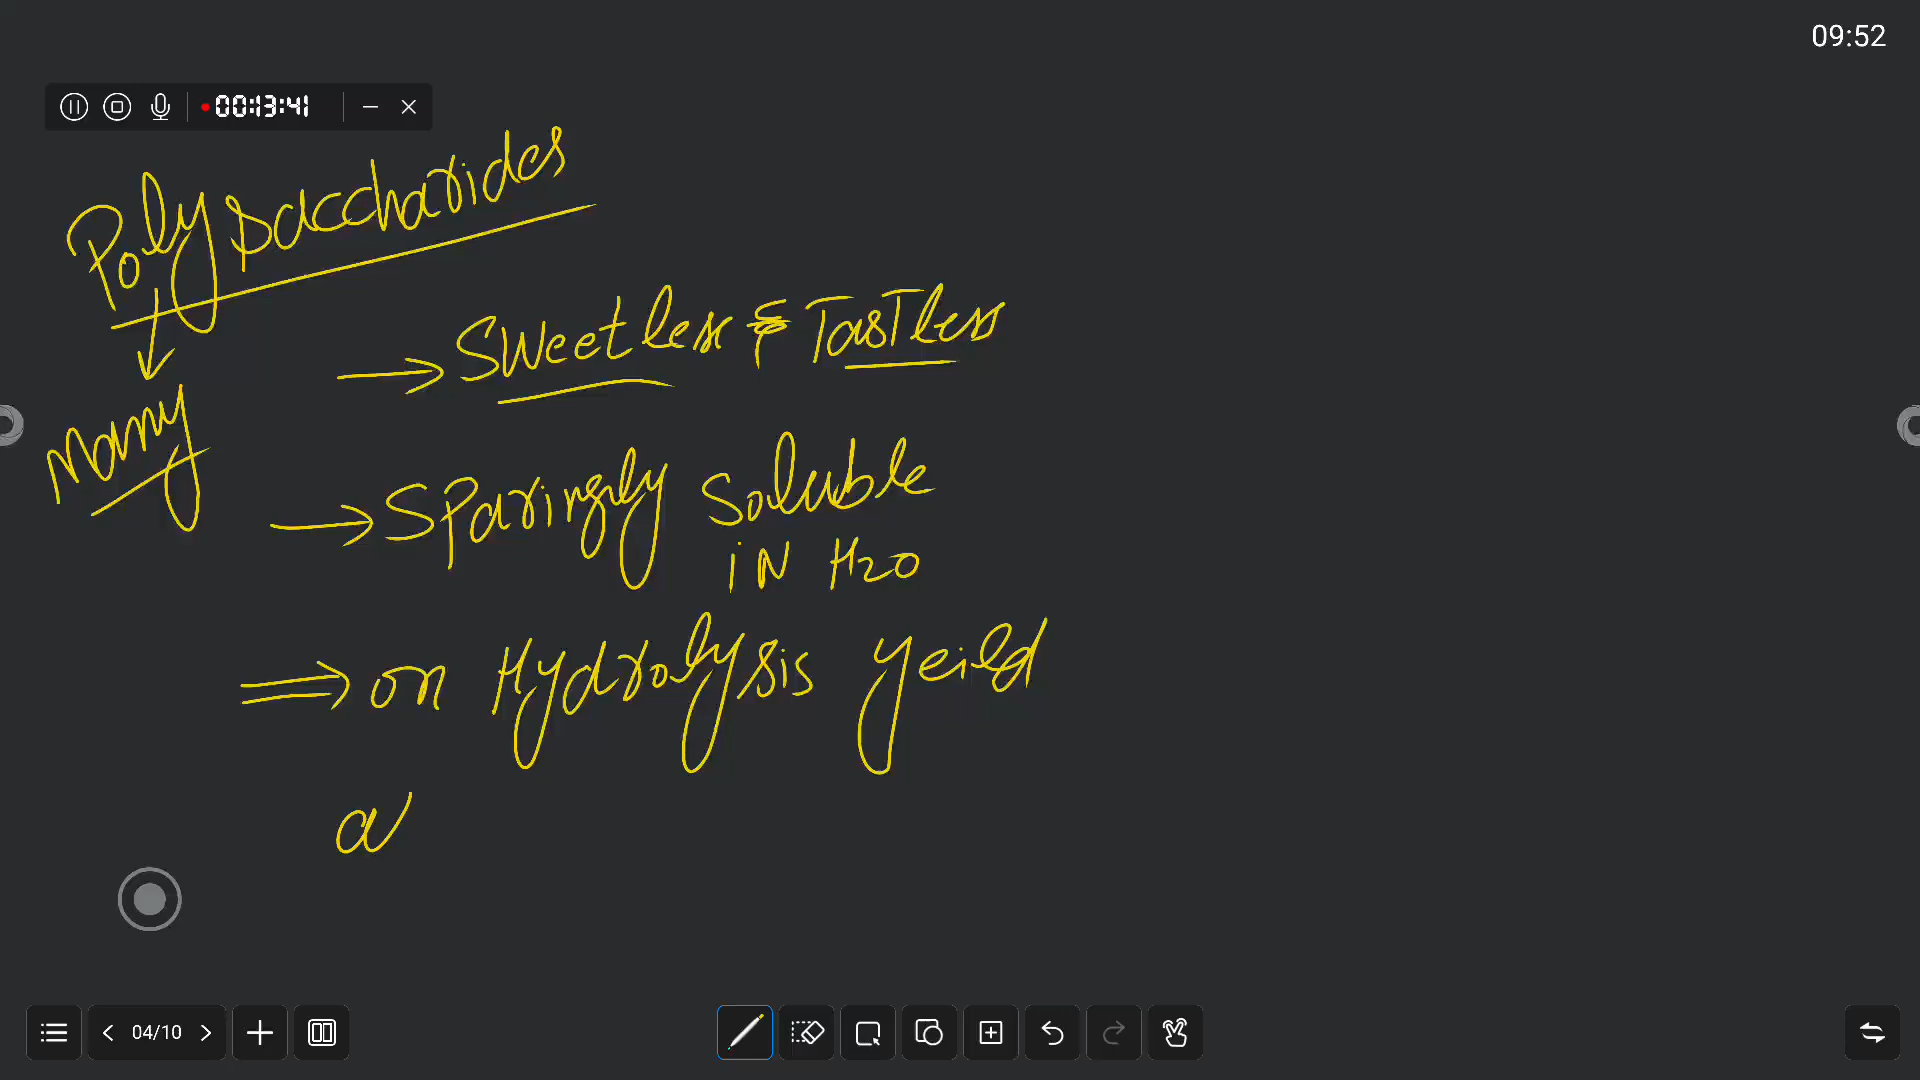 09:52
00:13:41
Polysaccharides
Many
→ Sweetless & Tastless
→ Sparingly soluble
in H2O
⇒ on Hydrolysis yeild
a
04/10